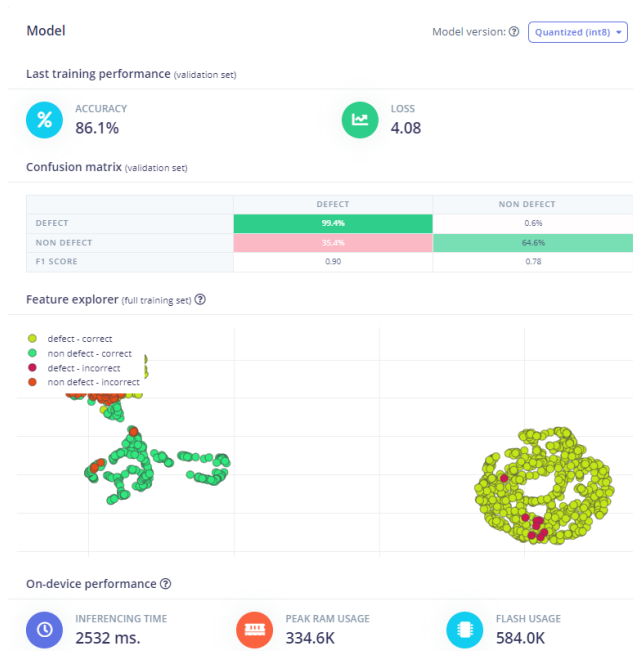 Model
Model version: ? Quantized (int8)
Last training performance (validation set)
%
ACCURACY
86.1%
LOSS
4.08
Confusion matrix (validation set)
DEFECT NON DEFECT
DEFECT 99.4% 0.6%
NON DEFECT 35.4% 64.6%
F1 SCORE 0.90 0.78
Feature explorer (full training set) ?
defect - correct
non defect - correct
defect - incorrect
non defect - incorrect
On-device performance ?
INFERENCING TIME
2532 ms.
PEAK RAM USAGE
334.6K
FLASH USAGE
584.0K